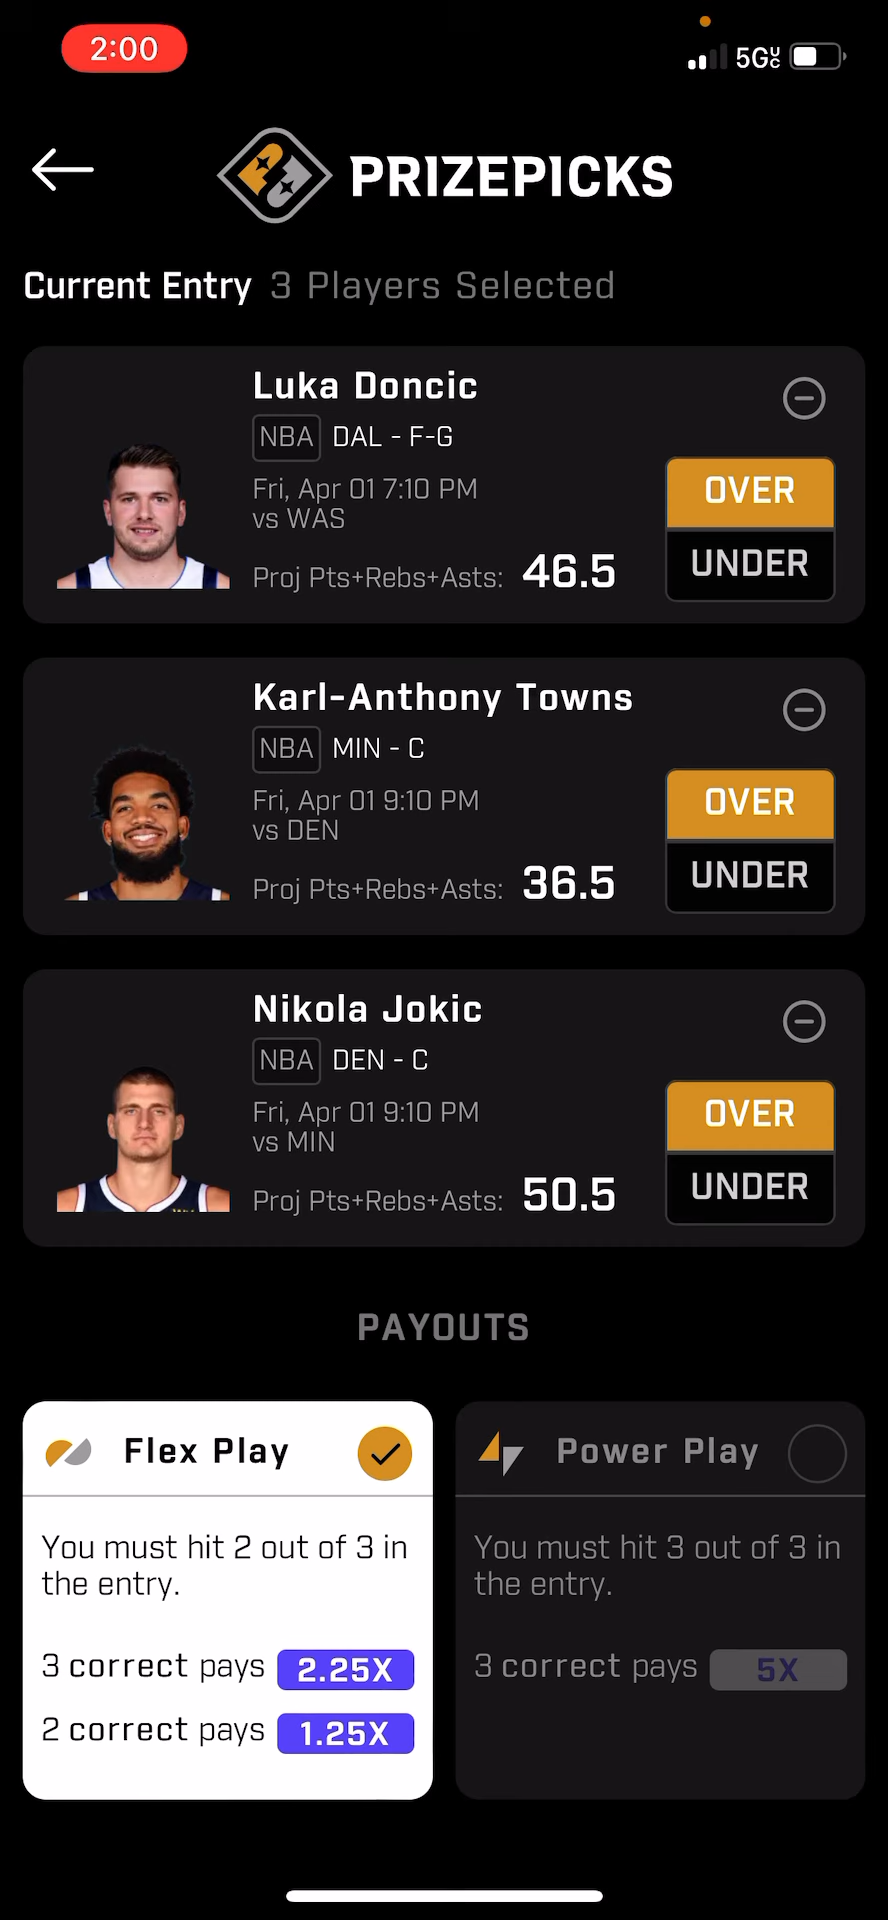 2:00
5GUC
PRIZEPICKS
Current Entry 3 Players Selected
Luka Doncic
NBA DAL - F-G
Fri, Apr 01 7:10 PM
vs WAS
Proj Pts+Rebs+Asts: 46.5
OVER
UNDER
Karl-Anthony Towns
NBA MIN - C
Fri, Apr 01 9:10 PM
vs DEN
Proj Pts+Rebs+Asts: 36.5
OVER
UNDER
Nikola Jokic
NBA DEN - C
Fri, Apr 01 9:10 PM
vs MIN
Proj Pts+Rebs+Asts: 50.5
OVER
UNDER
PAYOUTS
Flex Play
You must hit 2 out of 3 in
the entry.
3 correct pays 2.25X
2 correct pays 1.25X
Power Play
You must hit 3 out of 3 in
the entry.
3 correct pays 5X